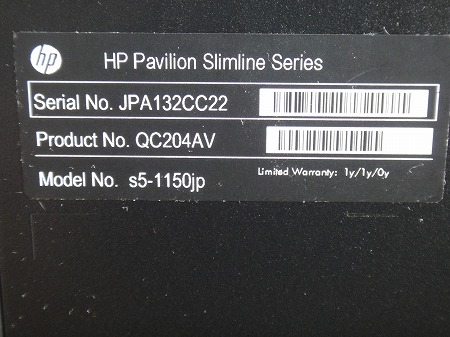 hp HP Pavilion Slimline Series
Serial No. JPA132CC22
Product No. QC204AV
Model No. s5-1150jp Limited Warranty: 1y/1y/0y